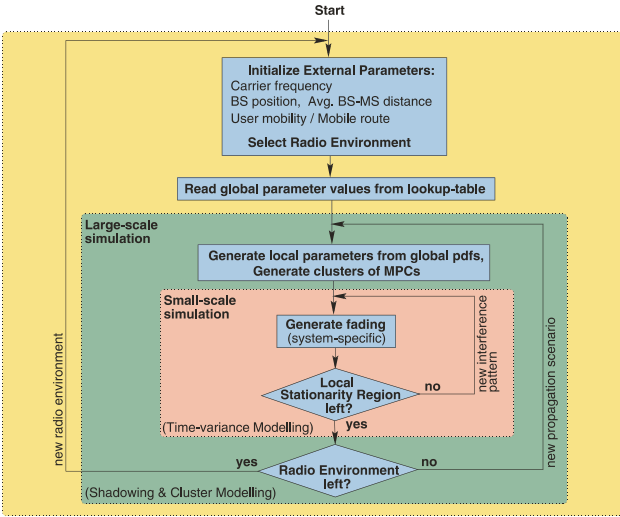 Start
Initialize External Parameters:
Carrier frequency
BS position, Avg. BS-MS distance
User mobility / Mobile route
Select Radio Environment
Read global parameter values from lookup-table
Large-scale
simulation
Generate local parameters from global pdfs,
Generate clusters of MPCs
Small-scale
simulation
Generate fading
(system-specific)
new interference
pattern
Local
Stationarity Region
left?
no
(Time-variance Modelling)
yes
new propagation scenario
new radio environment
yes
Radio Environment
left?
no
(Shadowing & Cluster Modelling)